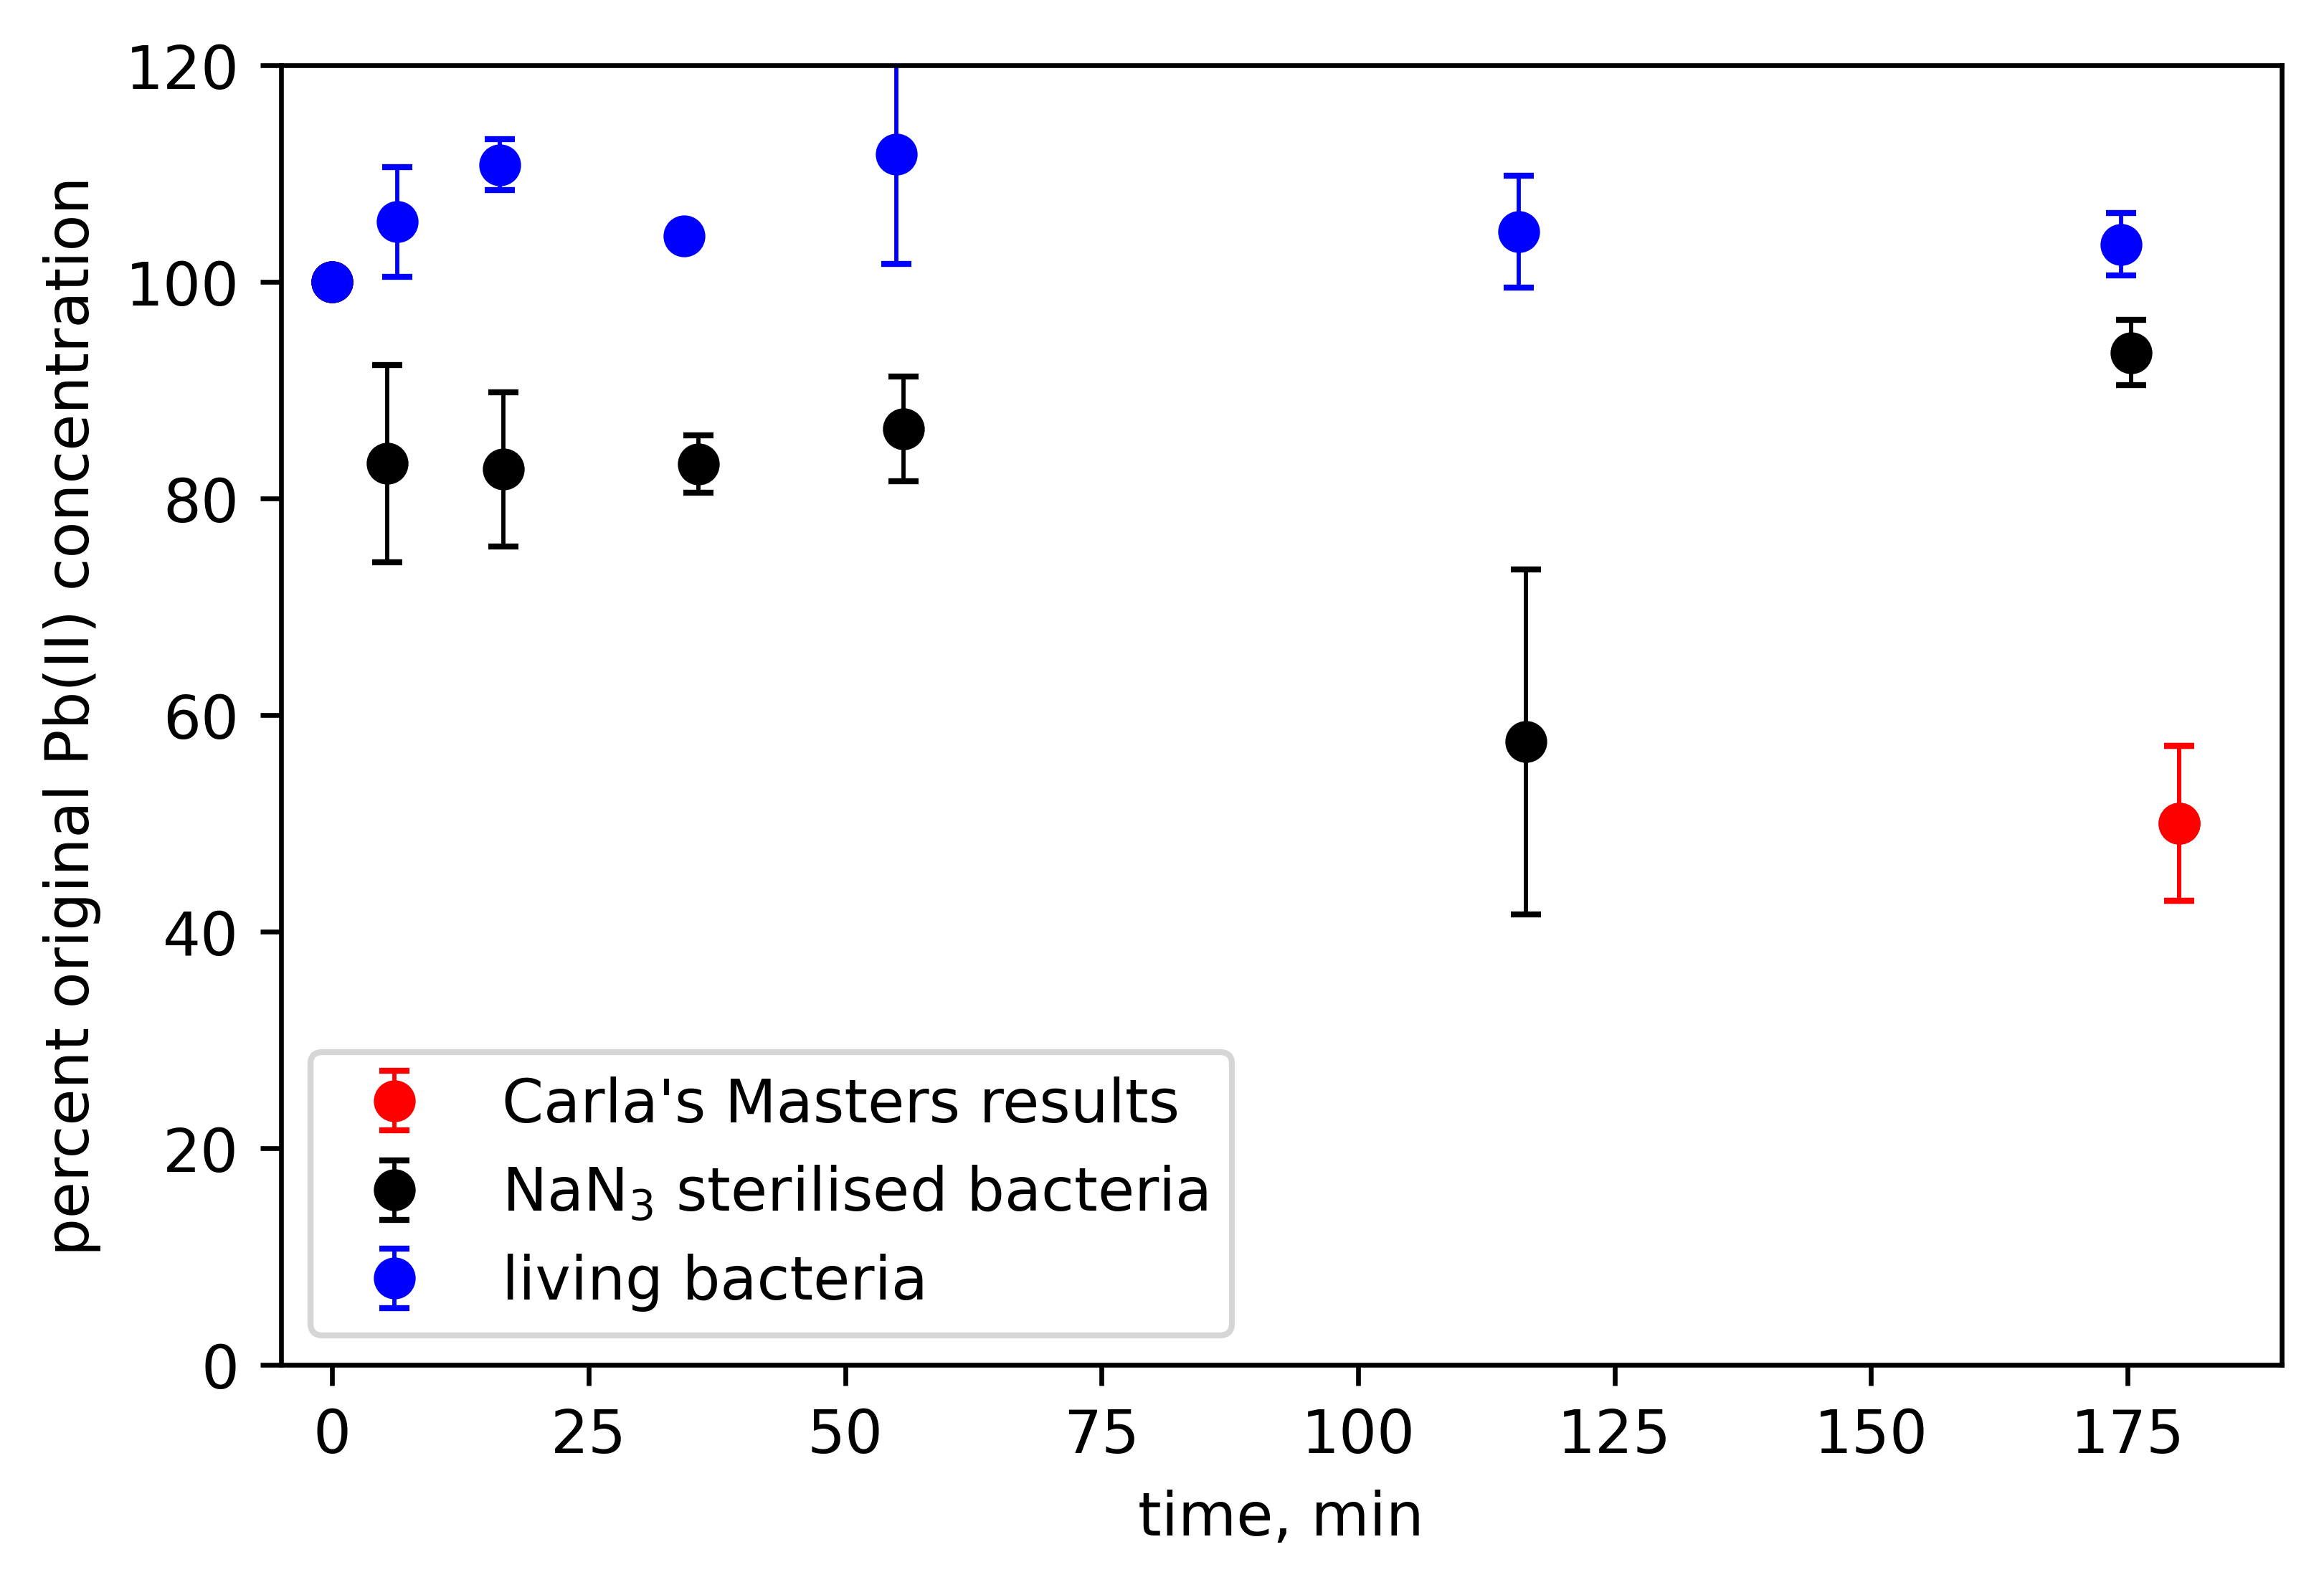 120
100
80
60
40
20
0
percent original Pb(II) concentration
Carla's Masters results
NaN₃ sterilised bacteria
living bacteria
0 25 50 75 100 125 150 175
time, min